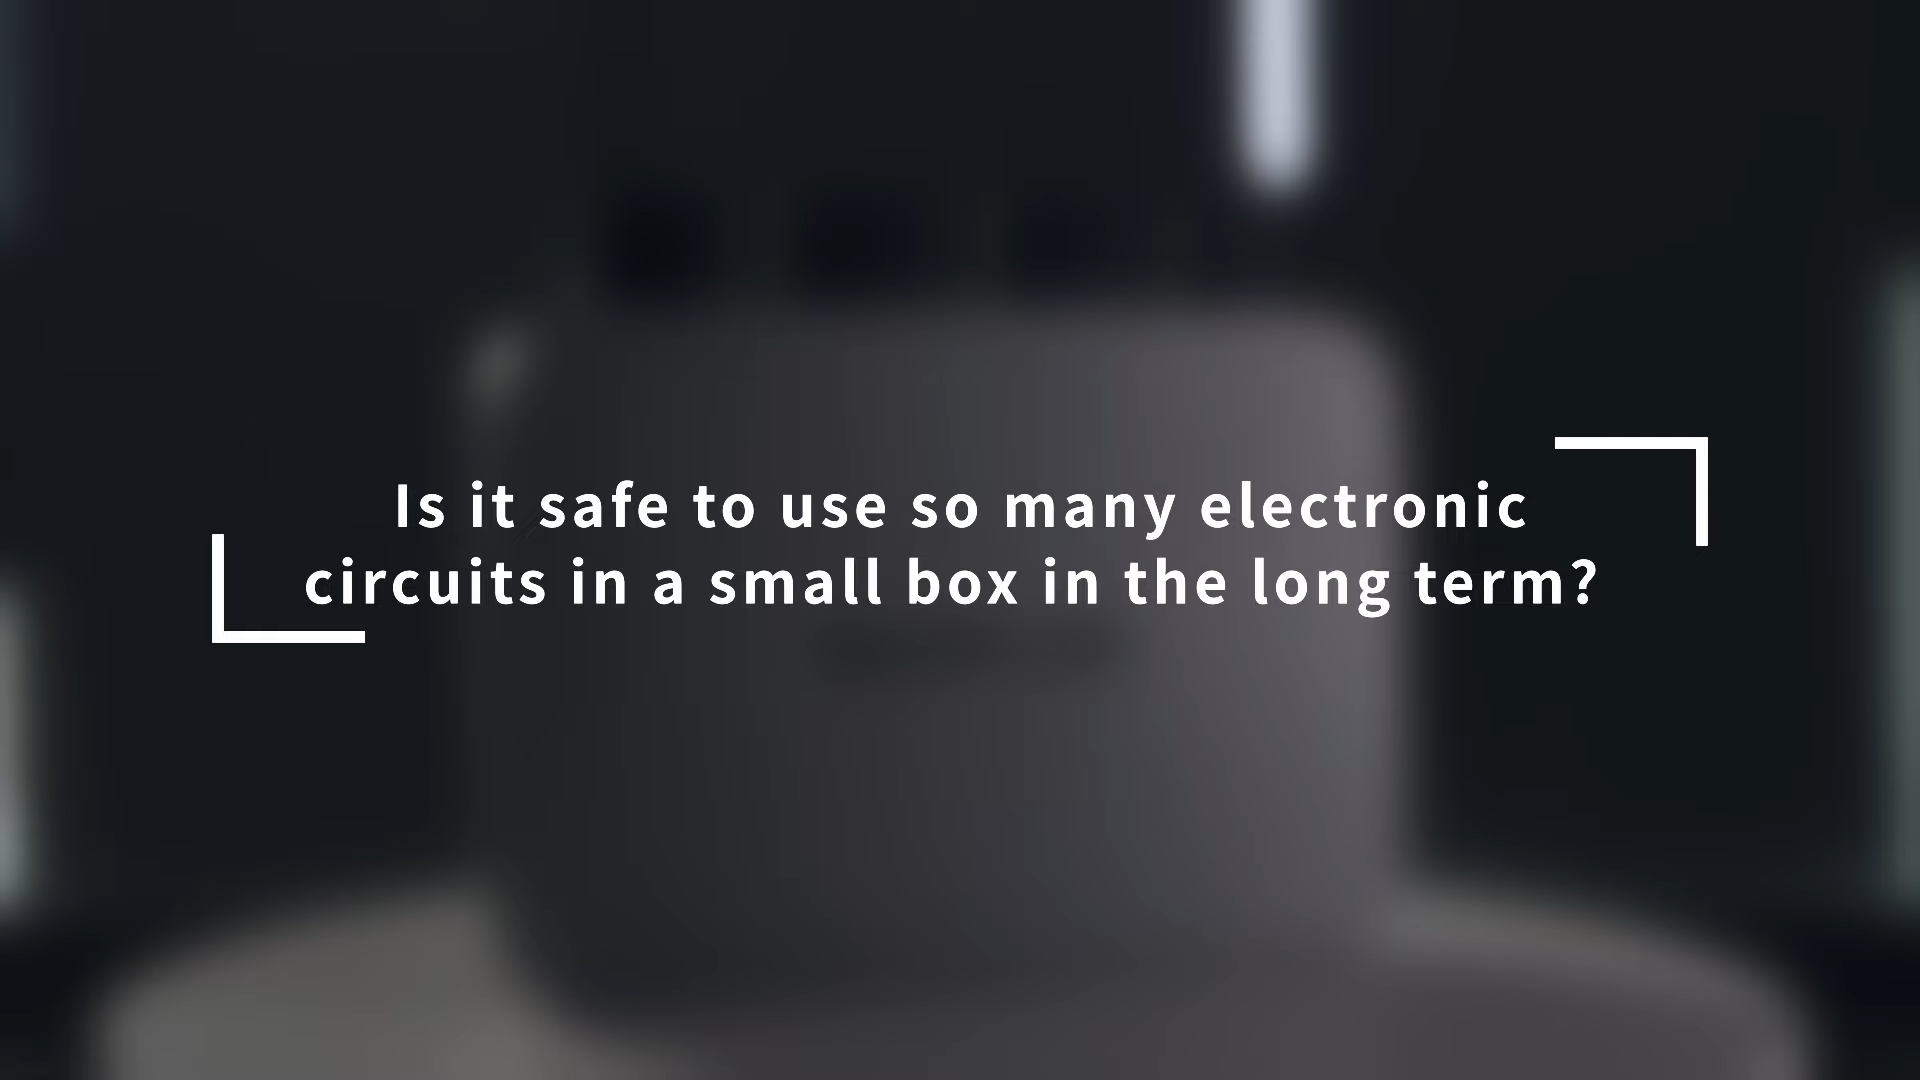 Is it safe to use so many electronic
circuits in a small box in the long term?